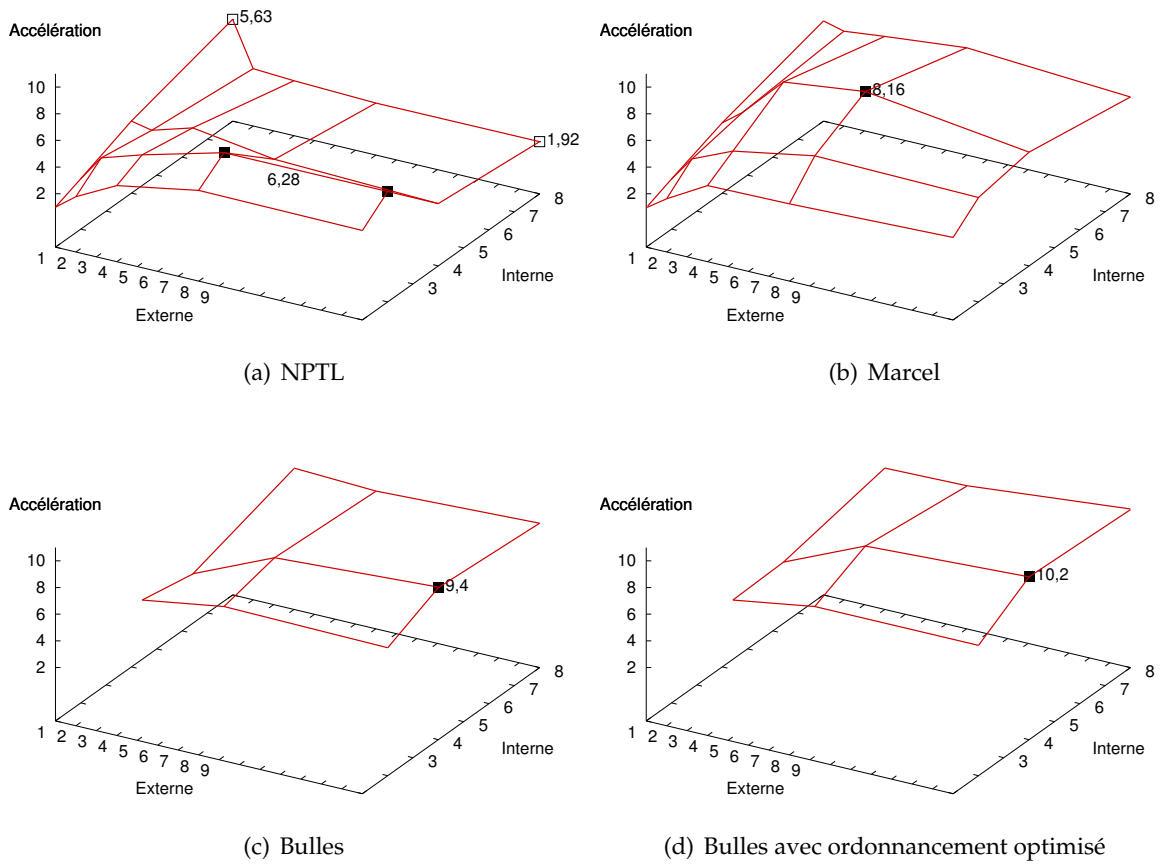 Accélération
5,63
10
8
6
4
2
1,92
6,28
1 2 3 4 5 6 7 8 9
Externe
3 4 5 6 7 8
Interne
(a) NPTL
Accélération
10
8
6
4
2
8,16
1 2 3 4 5 6 7 8 9
Externe
3 4 5 6 7 8
Interne
(b) Marcel
Accélération
10
8
6
4
2
9,4
1 2 3 4 5 6 7 8 9
Externe
3 4 5 6 7 8
Interne
(c) Bulles
Accélération
10
8
6
4
2
10,2
1 2 3 4 5 6 7 8 9
Externe
3 4 5 6 7 8
Interne
(d) Bulles avec ordonnancement optimisé